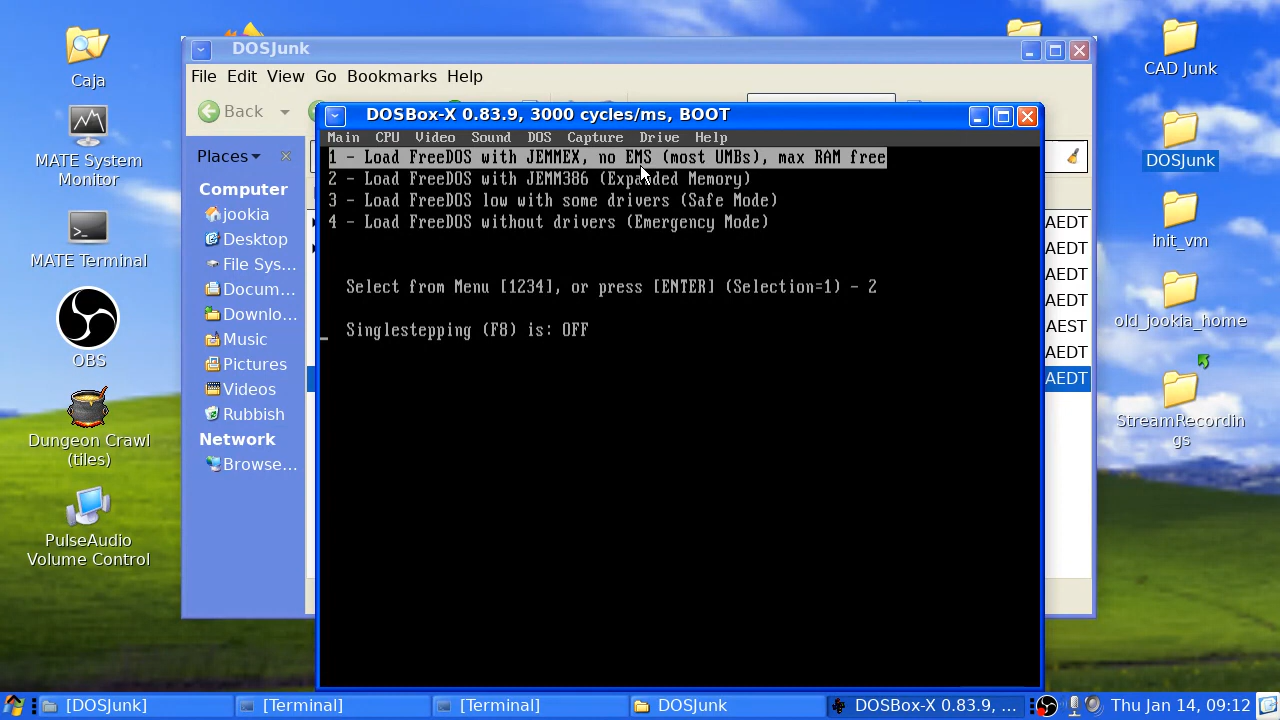 Caja
MATE System
Monitor
MATE Terminal
OBS
Dungeon Crawl
(tiles)
PulseAudio
Volume Control
DOSJunk
File Edit View Go Bookmarks Help
Back
Places
Computer
jookia
Desktop
File Sys...
Docum...
Downlo...
Music
Pictures
Videos
Rubbish
Network
Browse...
AEDT
AEDT
AEDT
AEDT
AEST
AEDT
AEDT
DOSBox-X 0.83.9, 3000 cycles/ms, BOOT
Main CPU Video Sound DOS Capture Drive Help
1 - Load FreeDOS with JEMMEX, no EMS (most UMBs), max RAM free
2 - Load FreeDOS with JEMM386 (Expanded Memory)
3 - Load FreeDOS low with some drivers (Safe Mode)
4 - Load FreeDOS without drivers (Emergency Mode)
Select from Menu [1234], or press [ENTER] (Selection=1) - 2
Singlestepping (F8) is: OFF
CAD Junk
DOSJunk
init_vm
old_jookia_home
StreamRecordin
gs
[DOSJunk]
[Terminal]
[Terminal]
DOSJunk
DOSBox-X 0.83.9, ...
Thu Jan 14, 09:12